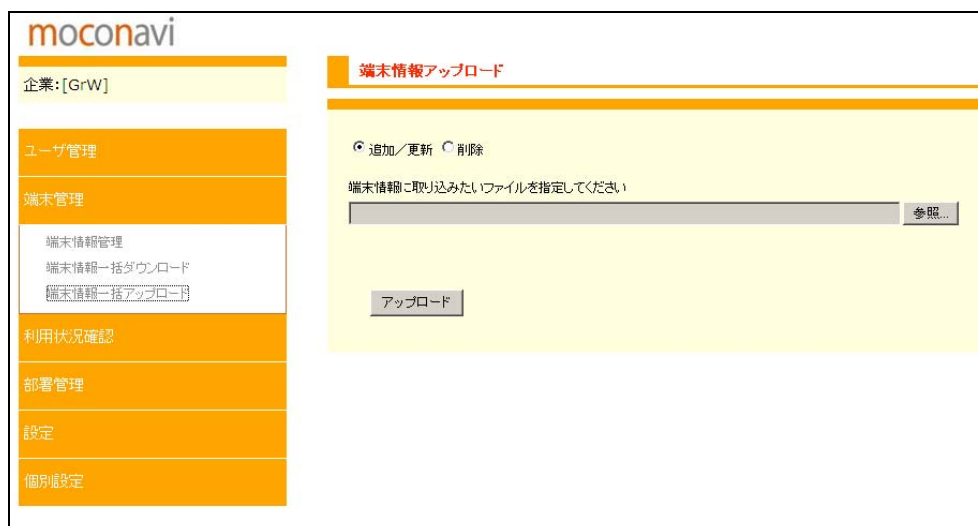 moconavi
企業:[GrW]
ユーザ管理
端末管理
端末情報管理
端末情報一括ダウンロード
端末情報一括アップロード
利用状況確認
部署管理
設定
個別設定
端末情報アップロード
追加／更新 削除
端末情報に取り込みたいファイルを指定してください
参照...
アップロード